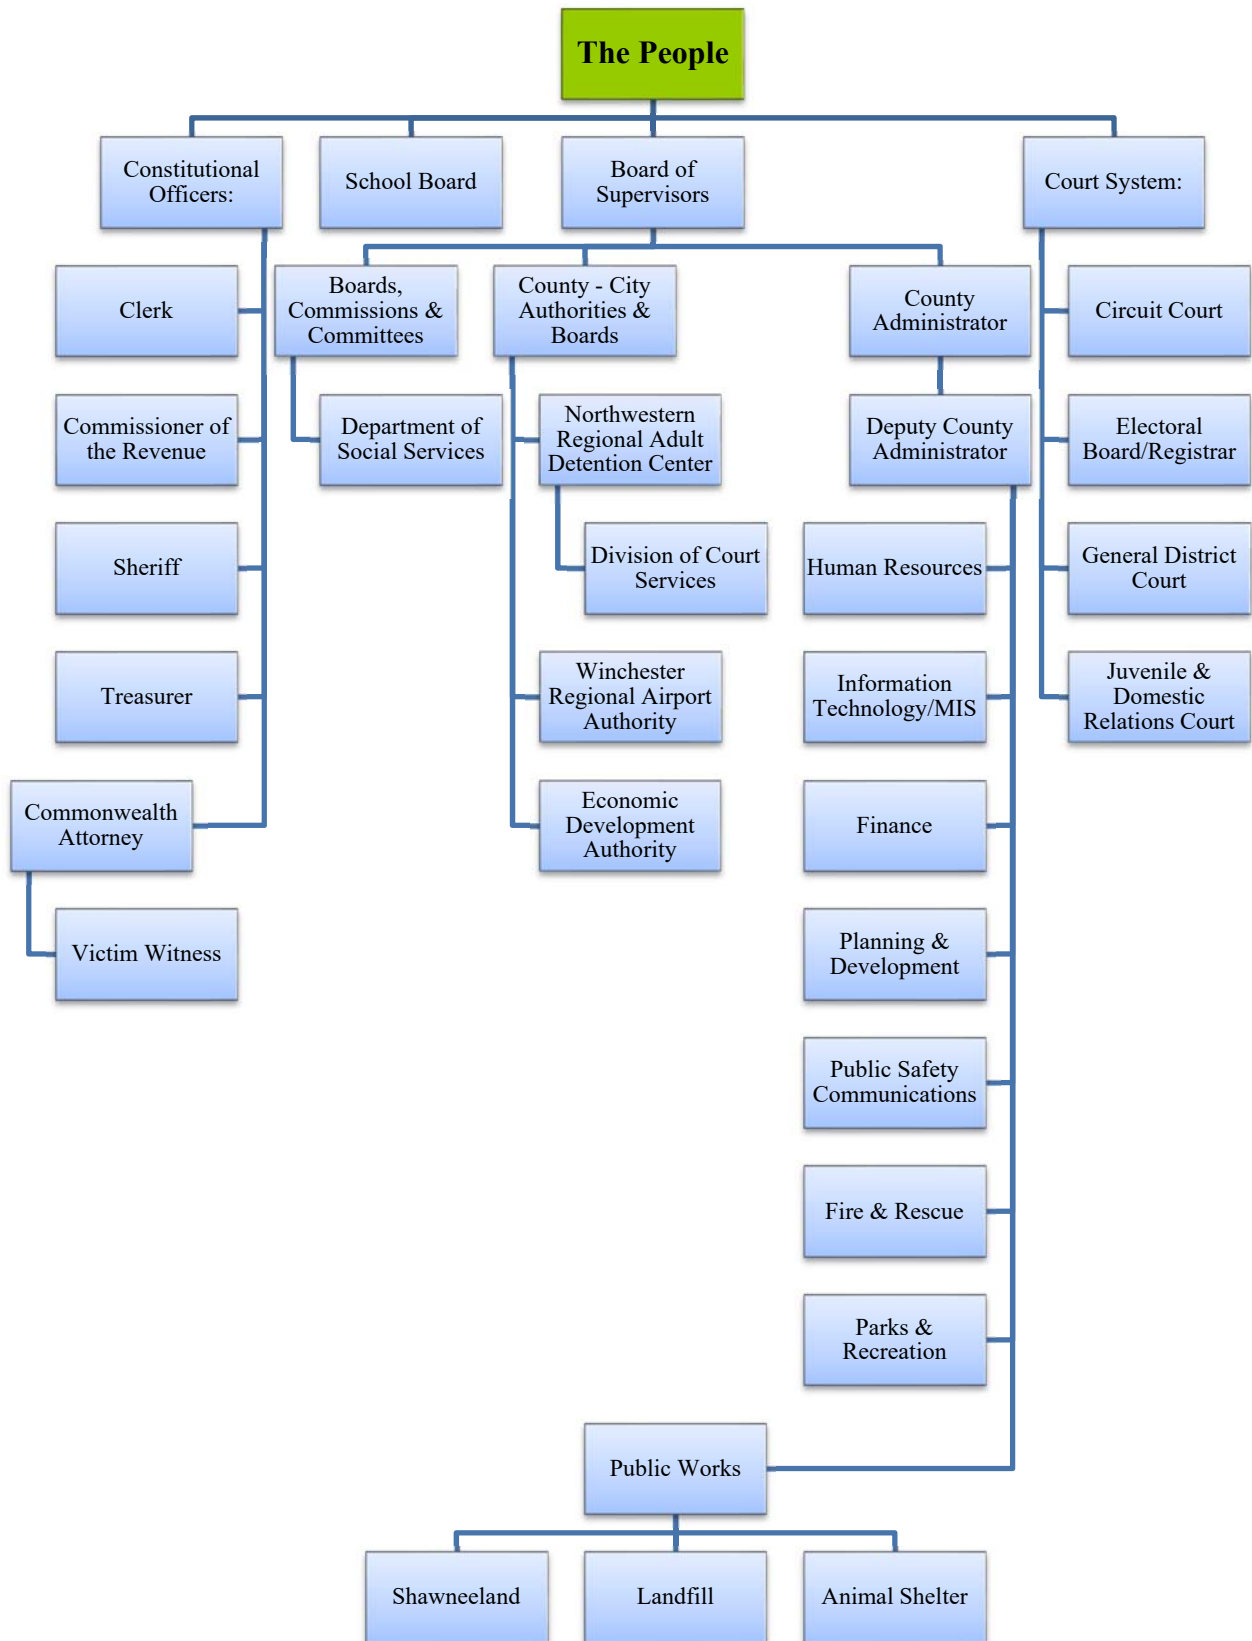 The People
Constitutional
Officers:
School Board
Board of
Supervisors
Court System:
Clerk
Boards,
Commissions &
Committees
County - City
Authorities &
Boards
County
Administrator
Circuit Court
Commissioner of
the Revenue
Department of
Social Services
Northwestern
Regional Adult
Detention Center
Deputy County
Administrator
Electoral
Board/Registrar
Sheriff
Division of Court
Services
Human Resources
General District
Court
Treasurer
Winchester
Regional Airport
Authority
Information
Technology/MIS
Juvenile &
Domestic
Relations Court
Commonwealth
Attorney
Economic
Development
Authority
Finance
Victim Witness
Planning &
Development
Public Safety
Communications
Fire & Rescue
Parks &
Recreation
Public Works
Shawneeland
Landfill
Animal Shelter